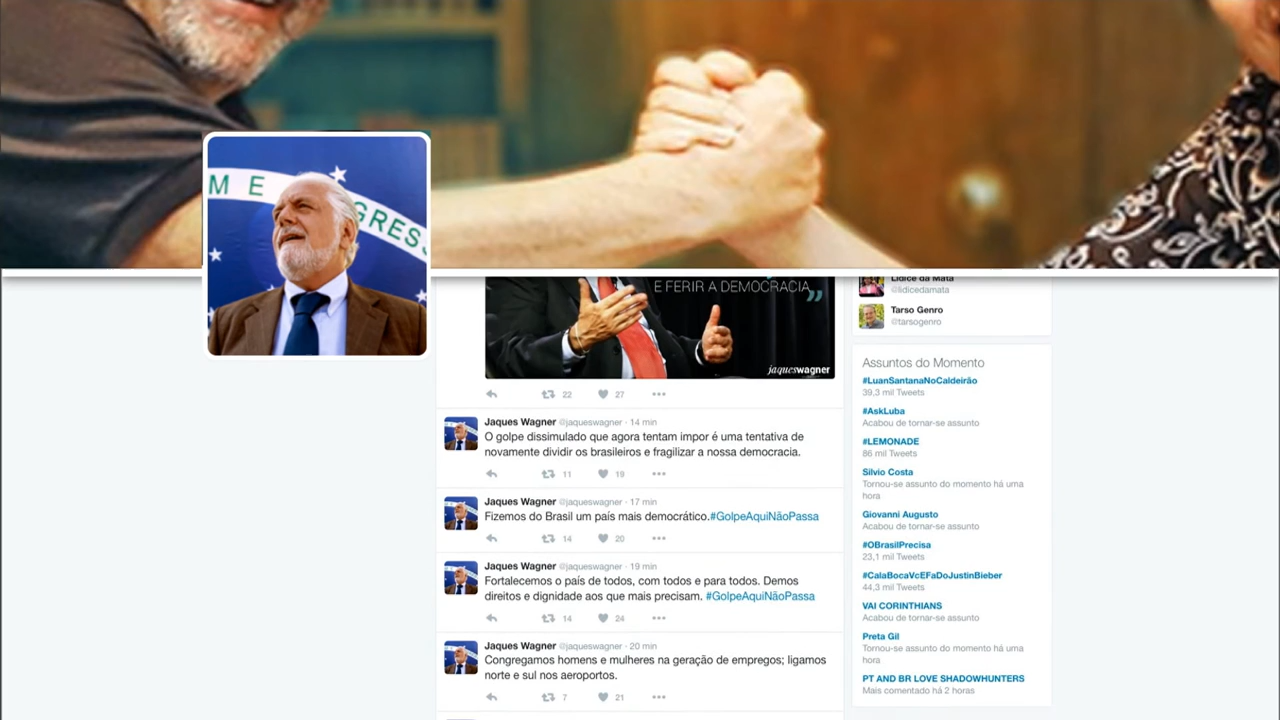 M E
GRESS
E FERIR A DEMOCRACIA
”
jaqueswagner
22 27
Jaques Wagner @jaqueswagner · 14 min
O golpe dissimulado que agora tentam impor é uma tentativa de
novamente dividir os brasileiros e fragilizar a nossa democracia.
11 19
Jaques Wagner @jaqueswagner · 17 min
Fizemos do Brasil um país mais democrático.#GolpeAquiNãoPassa
14 20
Jaques Wagner @jaqueswagner · 19 min
Fortalecemos o país de todos, com todos e para todos. Demos
direitos e dignidade aos que mais precisam. #GolpeAquiNãoPassa
14 24
Jaques Wagner @jaqueswagner · 20 min
Congregamos homens e mulheres na geração de empregos; ligamos
norte e sul nos aeroportos.
7 21
Lídice da Mata
@lidicedamata
Tarso Genro
@tarsogenro
Assuntos do Momento
#LuanSantanaNoCaldeirão
39,3 mil Tweets
#AskLuba
Acabou de tornar-se assunto
#LEMONADE
86 mil Tweets
Silvio Costa
Tornou-se assunto do momento há uma
hora
Giovanni Augusto
Acabou de tornar-se assunto
#OBrasilPrecisa
23,1 mil Tweets
#CalaBocaVcEFaDoJustinBieber
44,3 mil Tweets
VAI CORINTHIANS
Acabou de tornar-se assunto
Preta Gil
Tornou-se assunto do momento há uma
hora
PT AND BR LOVE SHADOWHUNTERS
Mais comentado há 2 horas